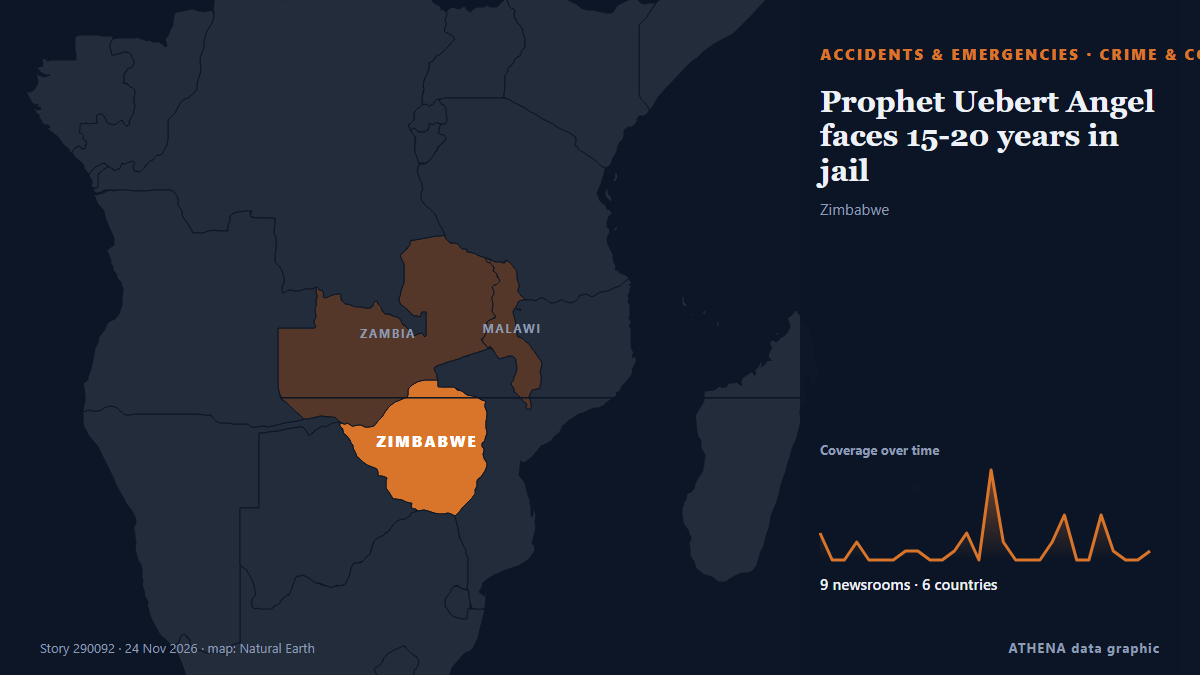 ACCIDENTS & EMERGENCIES · CRIME & CO
Prophet Uebert Angel
faces 15-20 years in
jail
Zimbabwe
ZAMBIA
MALAWI
ZIMBABWE
Coverage over time
9 newsrooms · 6 countries
Story 290092 · 24 Nov 2026 · map: Natural Earth
ATHENA data graphic